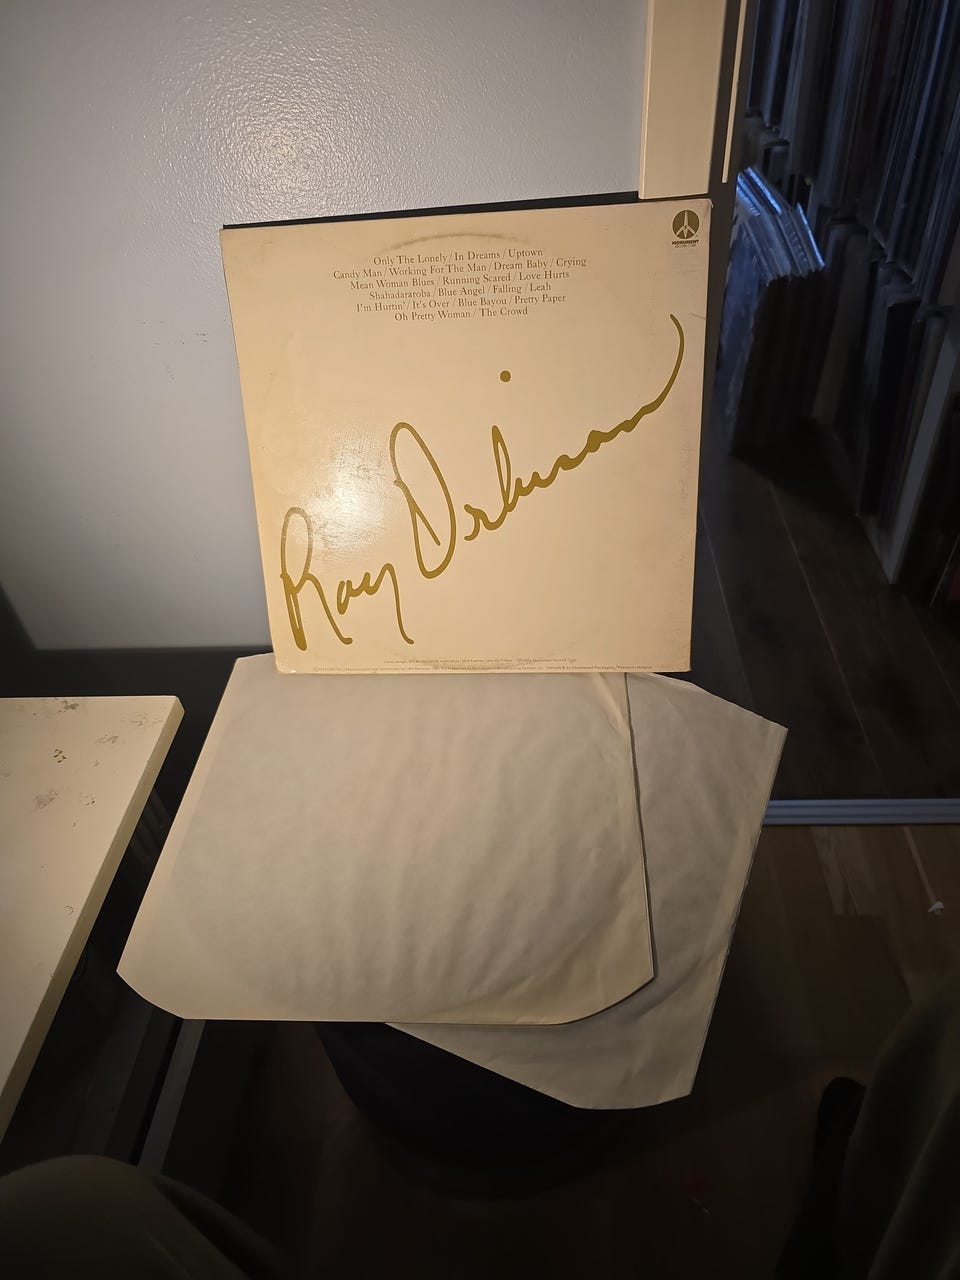 Only The Lonely / In Dreams / Uptown
Candy Man / Working For The Man / Dream Baby / Crying
Mean Woman Blues / Running Scared / Love Hurts
Shahadararoba / Blue Angel / Falling / Leah
I'm Hurtin' / It's Over / Blue Bayou / Pretty Paper
Oh Pretty Woman / The Crowd
MONUMENT
Roy Orbison